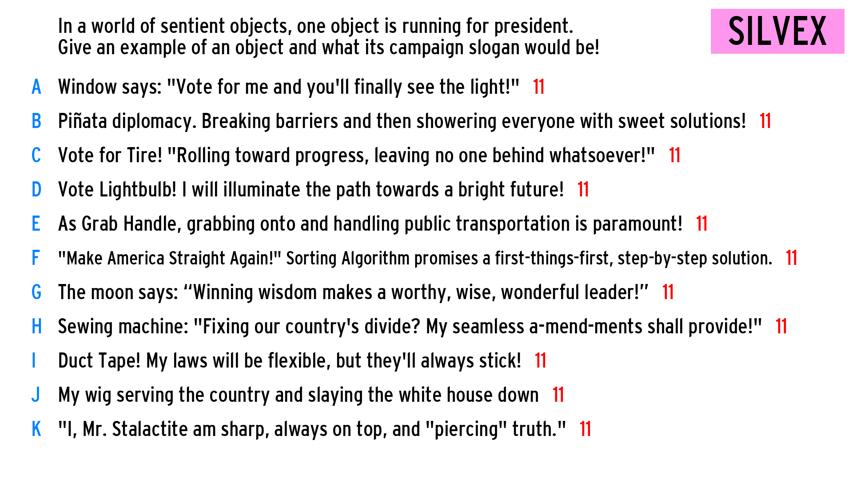 In a world of sentient objects, one object is running for president.
Give an example of an object and what its campaign slogan would be!
SILVEX
A Window says: "Vote for me and you'll finally see the light!" 11
B Piñata diplomacy. Breaking barriers and then showering everyone with sweet solutions! 11
C Vote for Tire! "Rolling toward progress, leaving no one behind whatsoever!" 11
D Vote Lightbulb! I will illuminate the path towards a bright future! 11
E As Grab Handle, grabbing onto and handling public transportation is paramount! 11
F "Make America Straight Again!" Sorting Algorithm promises a first-things-first, step-by-step solution. 11
G The moon says: “Winning wisdom makes a worthy, wise, wonderful leader!” 11
H Sewing machine: "Fixing our country's divide? My seamless a-mend-ments shall provide!" 11
I Duct Tape! My laws will be flexible, but they'll always stick! 11
J My wig serving the country and slaying the white house down 11
K "I, Mr. Stalactite am sharp, always on top, and "piercing" truth." 11